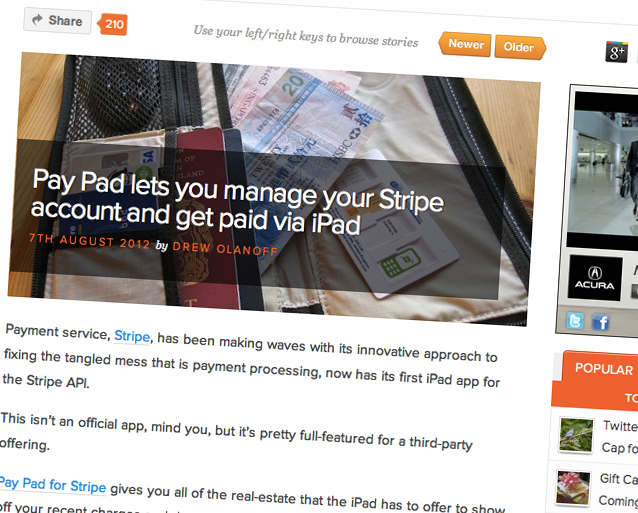 Share 210
Use your left/right keys to browse stories
Newer Older
g+
20
HSBC
Pay Pad lets you manage your Stripe
account and get paid via iPad
7TH AUGUST 2012 by DREW OLANOFF
Payment service, Stripe, has been making waves with its innovative approach to
fixing the tangled mess that is payment processing, now has its first iPad app for
the Stripe API.
This isn't an official app, mind you, but it's pretty full-featured for a third-party
offering.
Pay Pad for Stripe gives you all of the real-estate that the iPad has to offer to show
off your recent
ACURA
POPULAR
TO
Twitte
Cap fo
Gift Ca
Coming